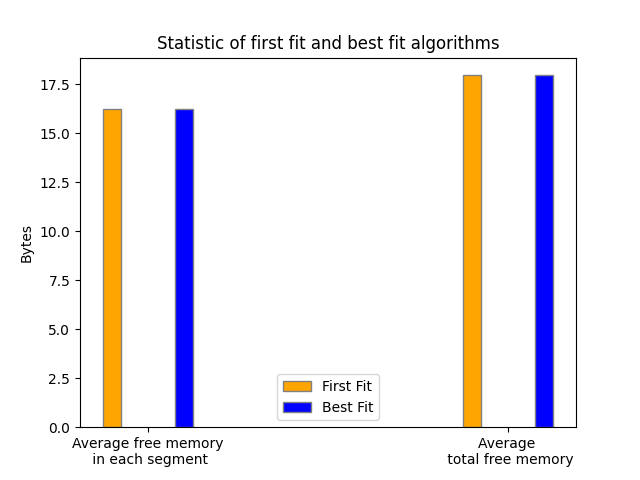 Statistic of first fit and best fit algorithms
17.5
15.0
12.5
10.0
7.5
5.0
2.5
0.0
Bytes
First Fit
Best Fit
Average free memory
in each segment
Average
total free memory